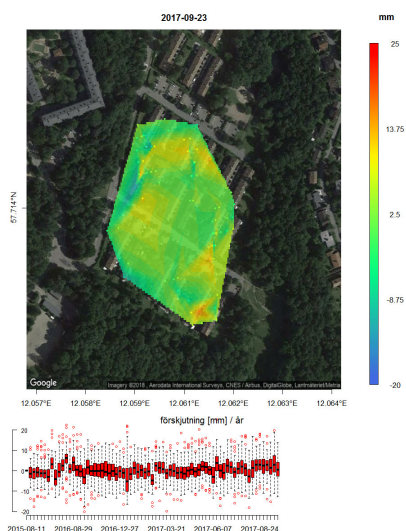 2017-09-23
mm
25
13.75
2.5
-8.75
-20
57.714°N
Google
Imagery ©2018 , Aerodata International Surveys, CNES / Airbus, DigitalGlobe, Lantmäteriet/Metria
12.057°E 12.058°E 12.059°E 12.061°E 12.062°E 12.063°E 12.064°E
förskjutning [mm] / år
20
10
0
-10
-20
2015-08-11 2016-08-29 2016-12-27 2017-03-21 2017-06-07 2017-08-24